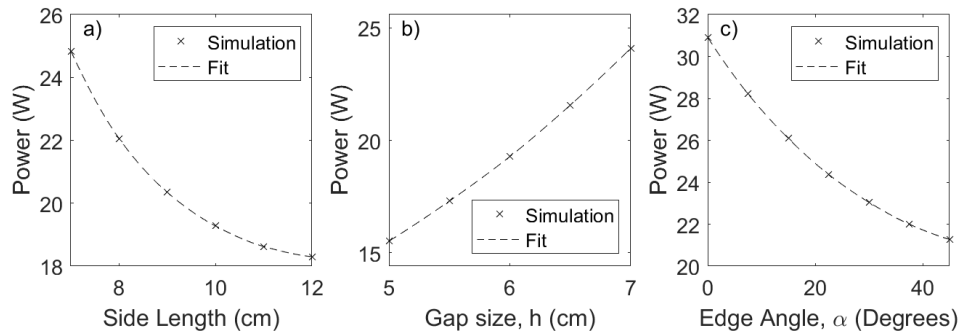 a)
Simulation
Fit
Power (W)
26
24
22
20
18
8
10
12
Side Length (cm)
b)
Simulation
Fit
Power (W)
25
20
15
5
6
7
Gap size, h (cm)
c)
Simulation
Fit
Power (W)
32
30
28
26
24
22
20
0
20
40
Edge Angle, α (Degrees)